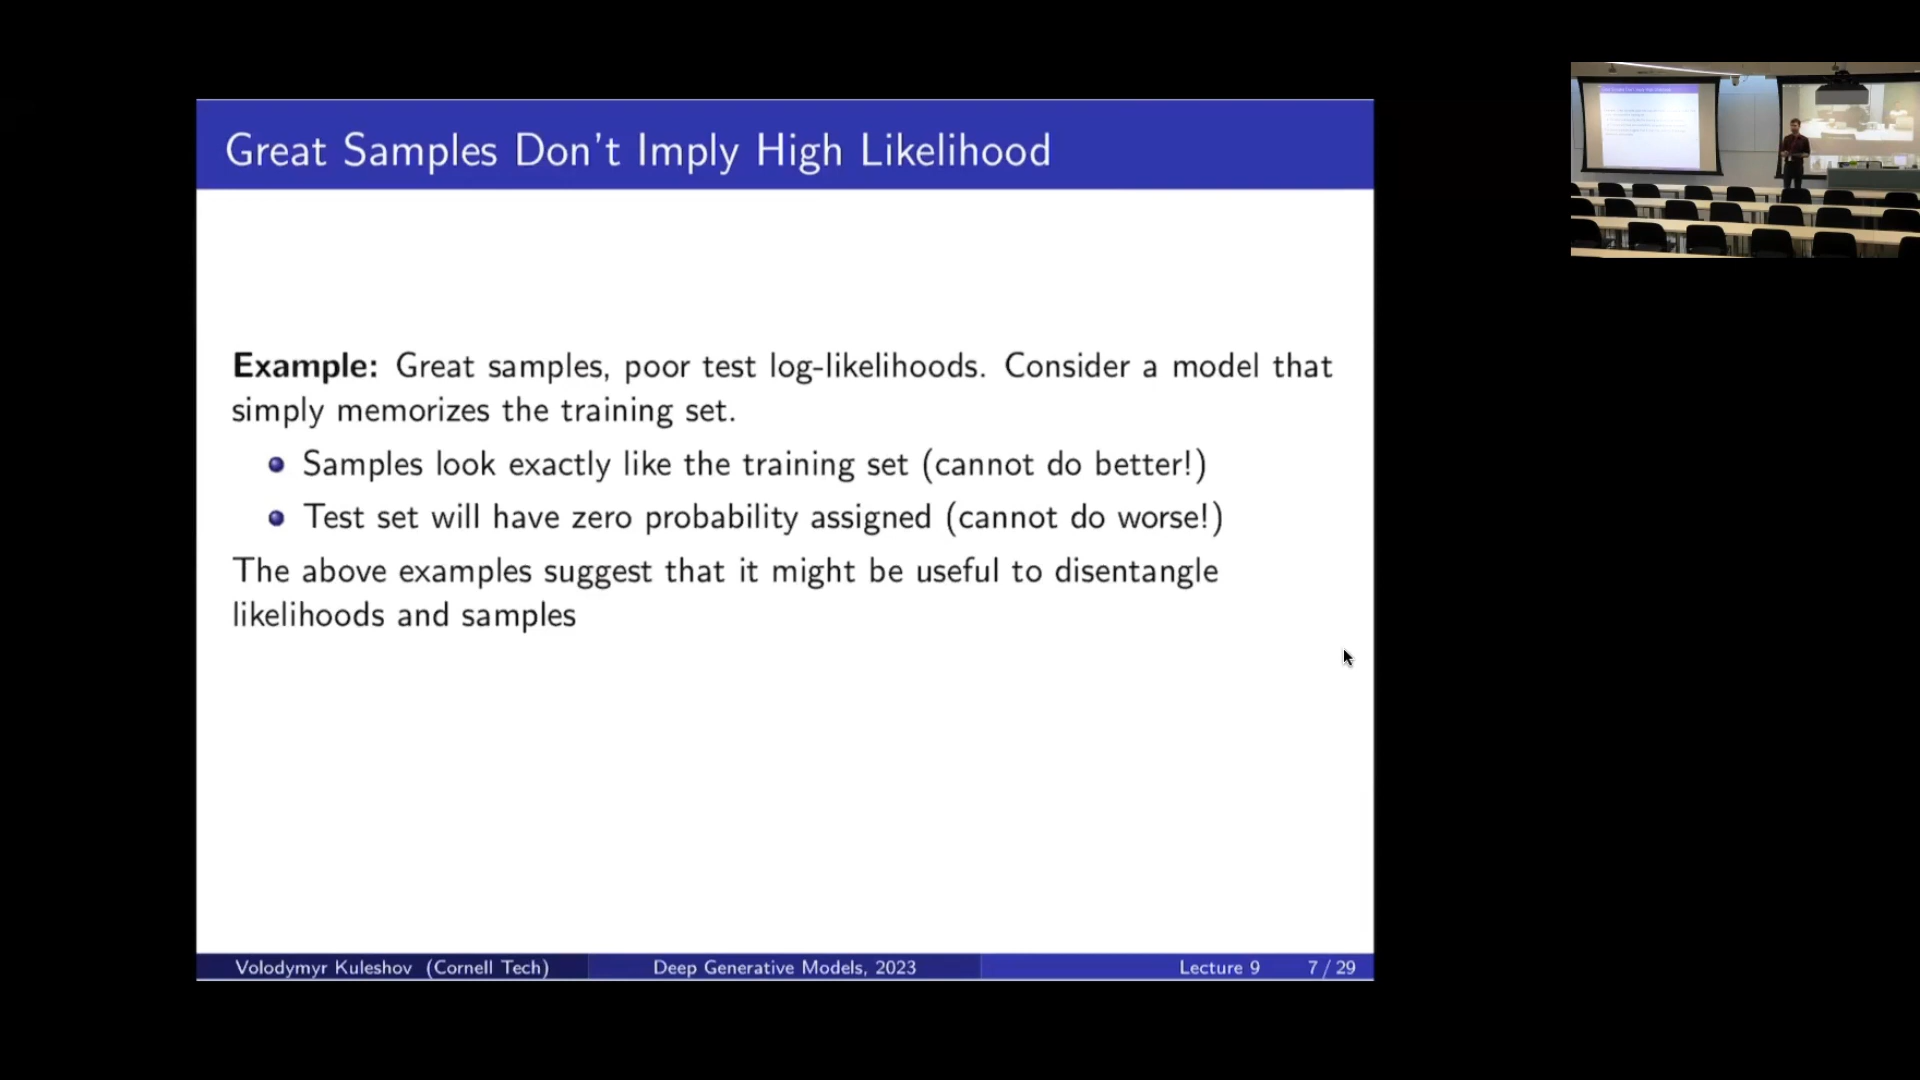 Great Samples Don't Imply High Likelihood
Example: Great samples, poor test log-likelihoods. Consider a model that
simply memorizes the training set.
Samples look exactly like the training set (cannot do better!)
Test set will have zero probability assigned (cannot do worse!)
The above examples suggest that it might be useful to disentangle
likelihoods and samples
Volodymyr Kuleshov (Cornell Tech)
Deep Generative Models, 2023
Lecture 9
7 / 29